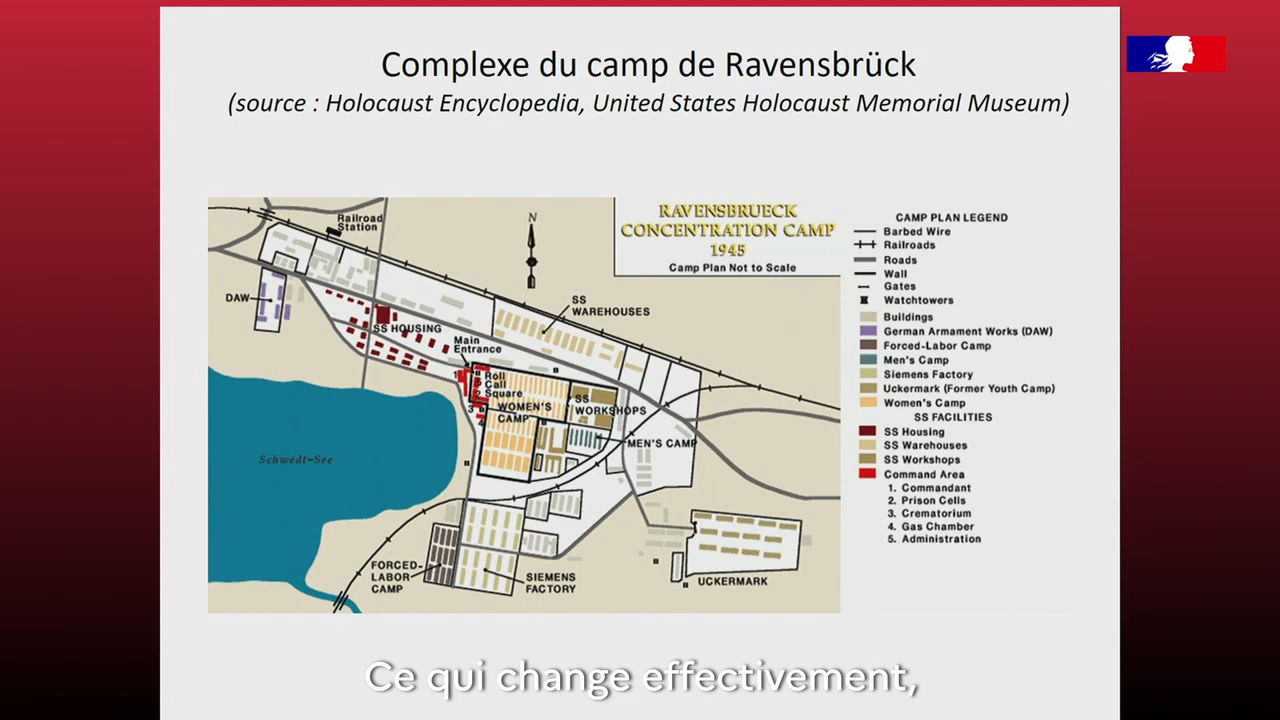 Complexe du camp de Ravensbrück
(source : Holocaust Encyclopedia, United States Holocaust Memorial Museum)
RAVENSBRUECK
CONCENTRATION CAMP
1945
Camp Plan Not to Scale
N
Railroad
Station
DAW
SS HOUSING
SS
WAREHOUSES
Main
Entrance
1
5
Roll
Call
Square
2
3
4
WOMEN'S
CAMP
SS
WORKSHOPS
MEN'S CAMP
Schwedt-See
FORCED-
LABOR
CAMP
SIEMENS
FACTORY
UCKERMARK
CAMP PLAN LEGEND
Barbed Wire
Railroads
Roads
Wall
Gates
Watchtowers
Buildings
German Armament Works (DAW)
Forced-Labor Camp
Men's Camp
Siemens Factory
Uckermark (Former Youth Camp)
Women's Camp
SS FACILITIES
SS Housing
SS Warehouses
SS Workshops
Command Area
1. Commandant
2. Prison Cells
3. Crematorium
4. Gas Chamber
5. Administration
Ce qui change effectivement,